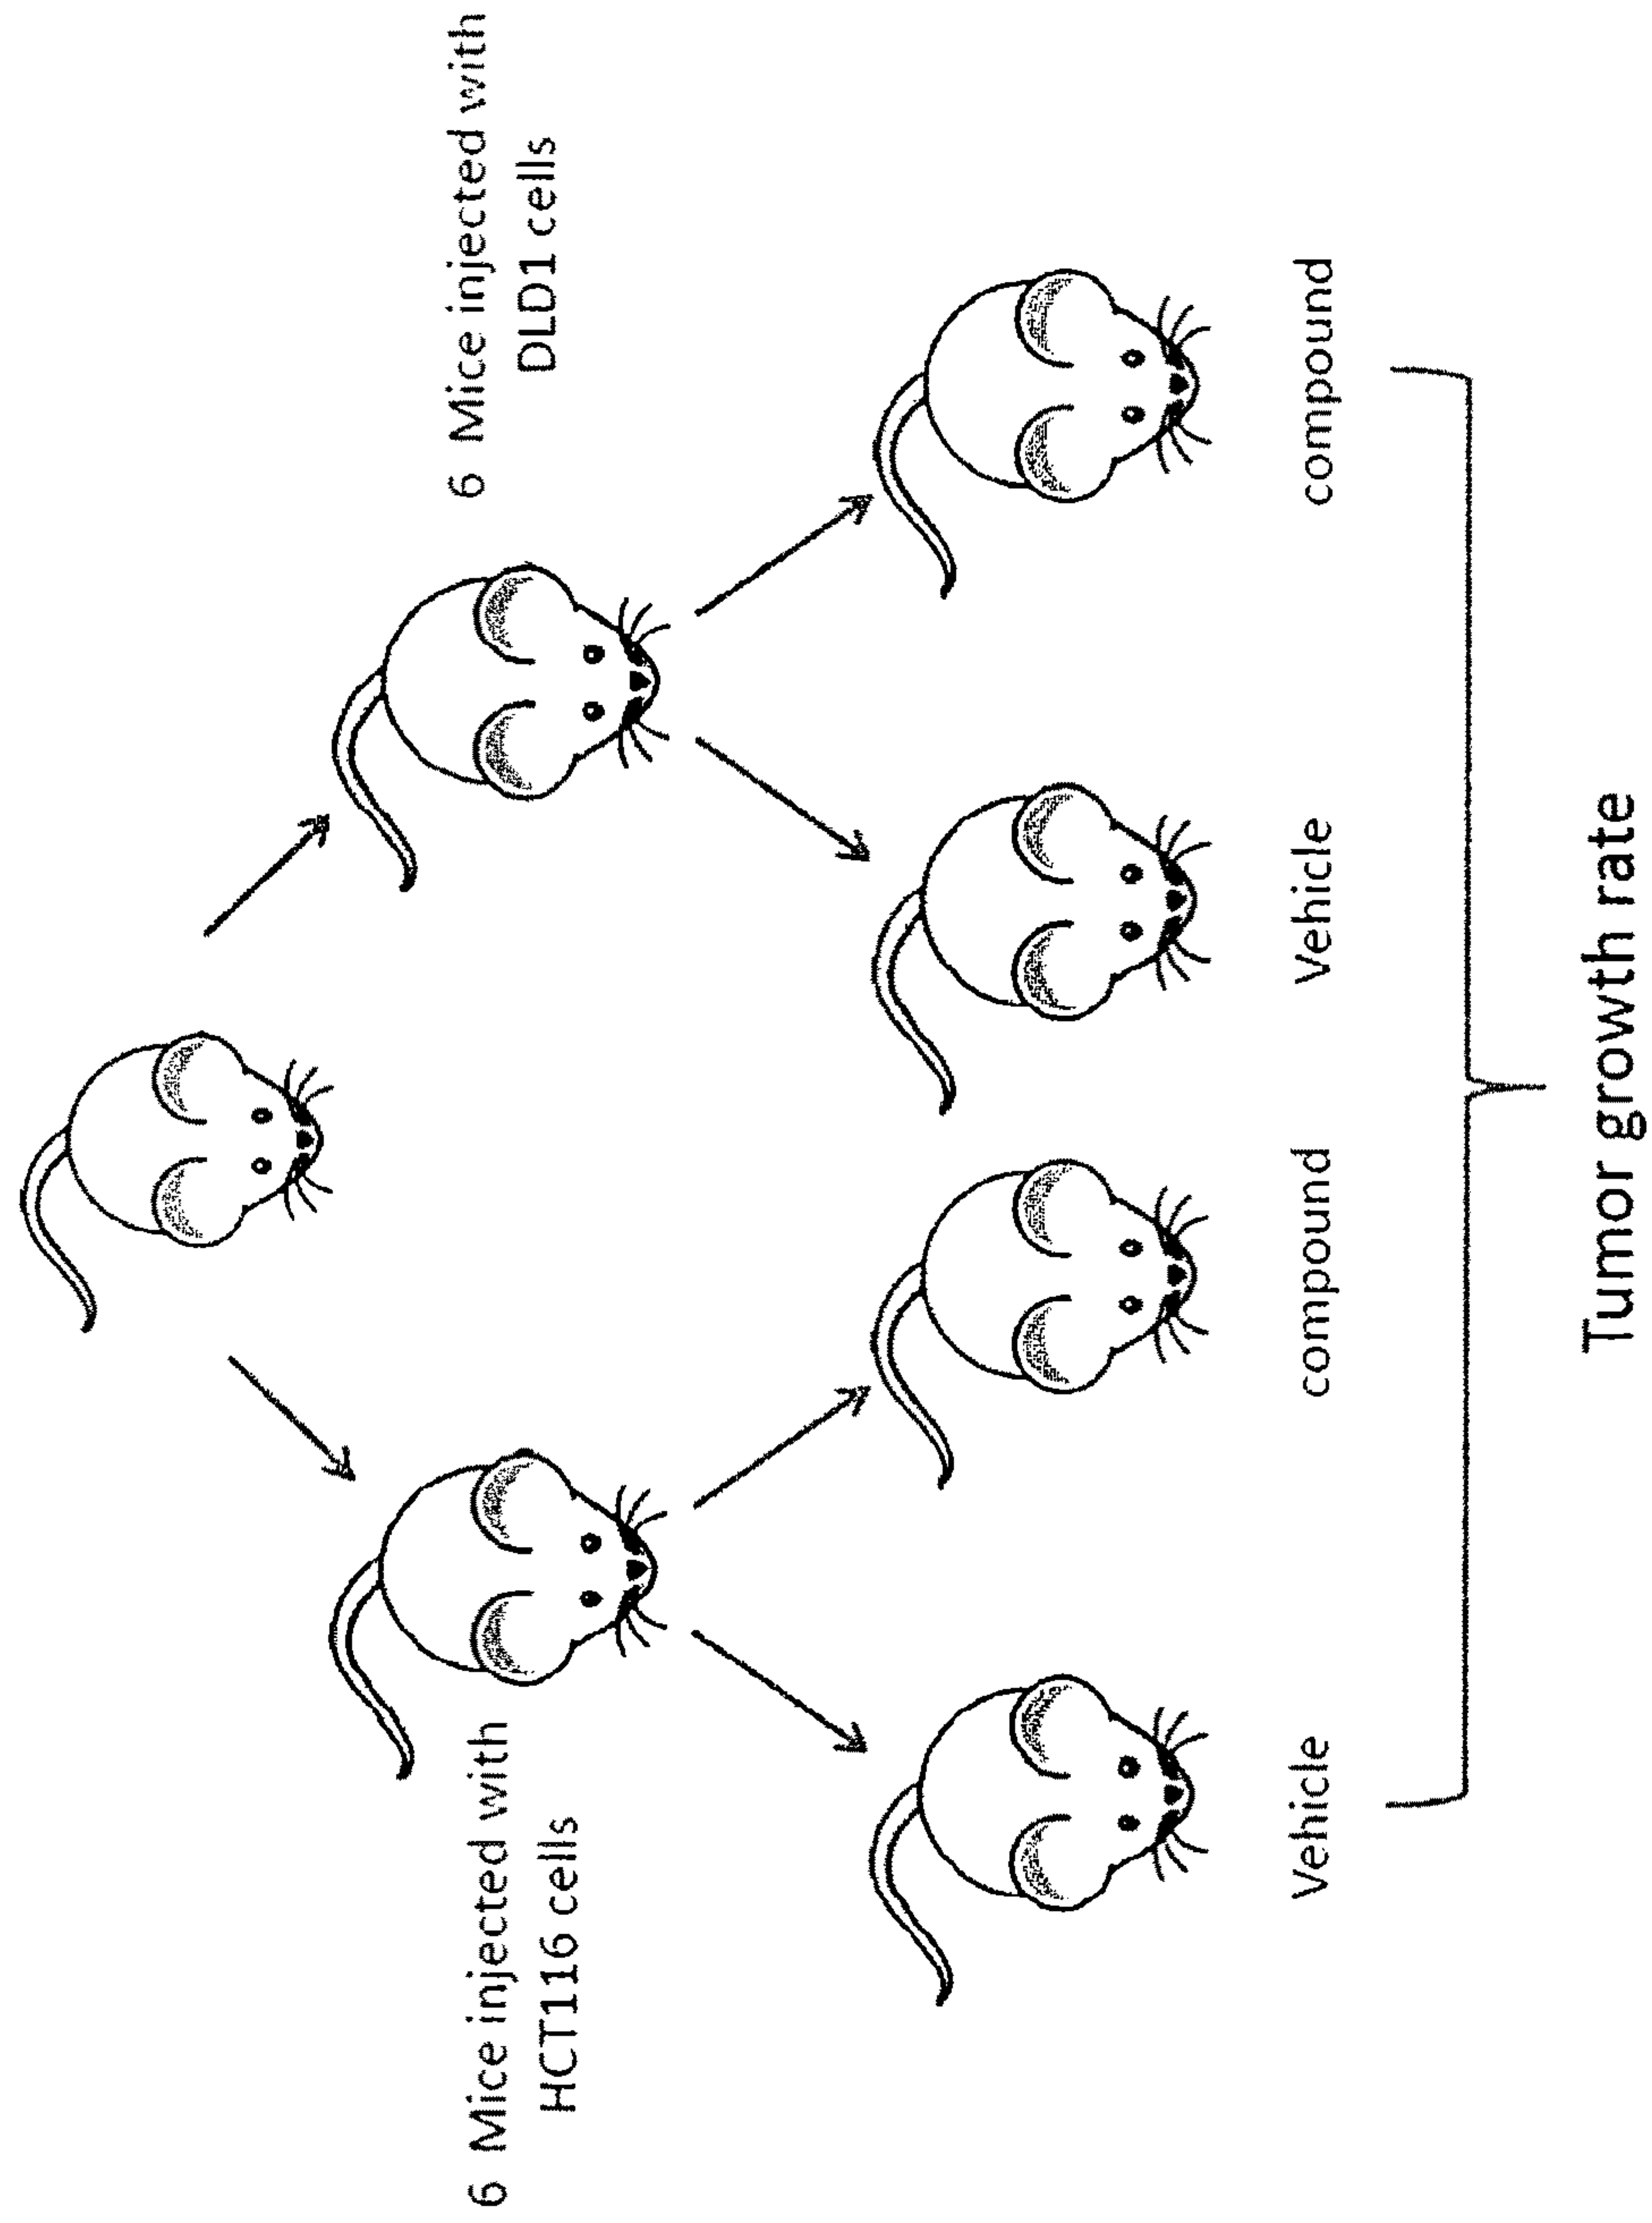 6 Mice injected with
HCT116 cells
6 Mice injected with
DLD1 cells
Vehicle
compound
Vehicle
compound
Tumor growth rate